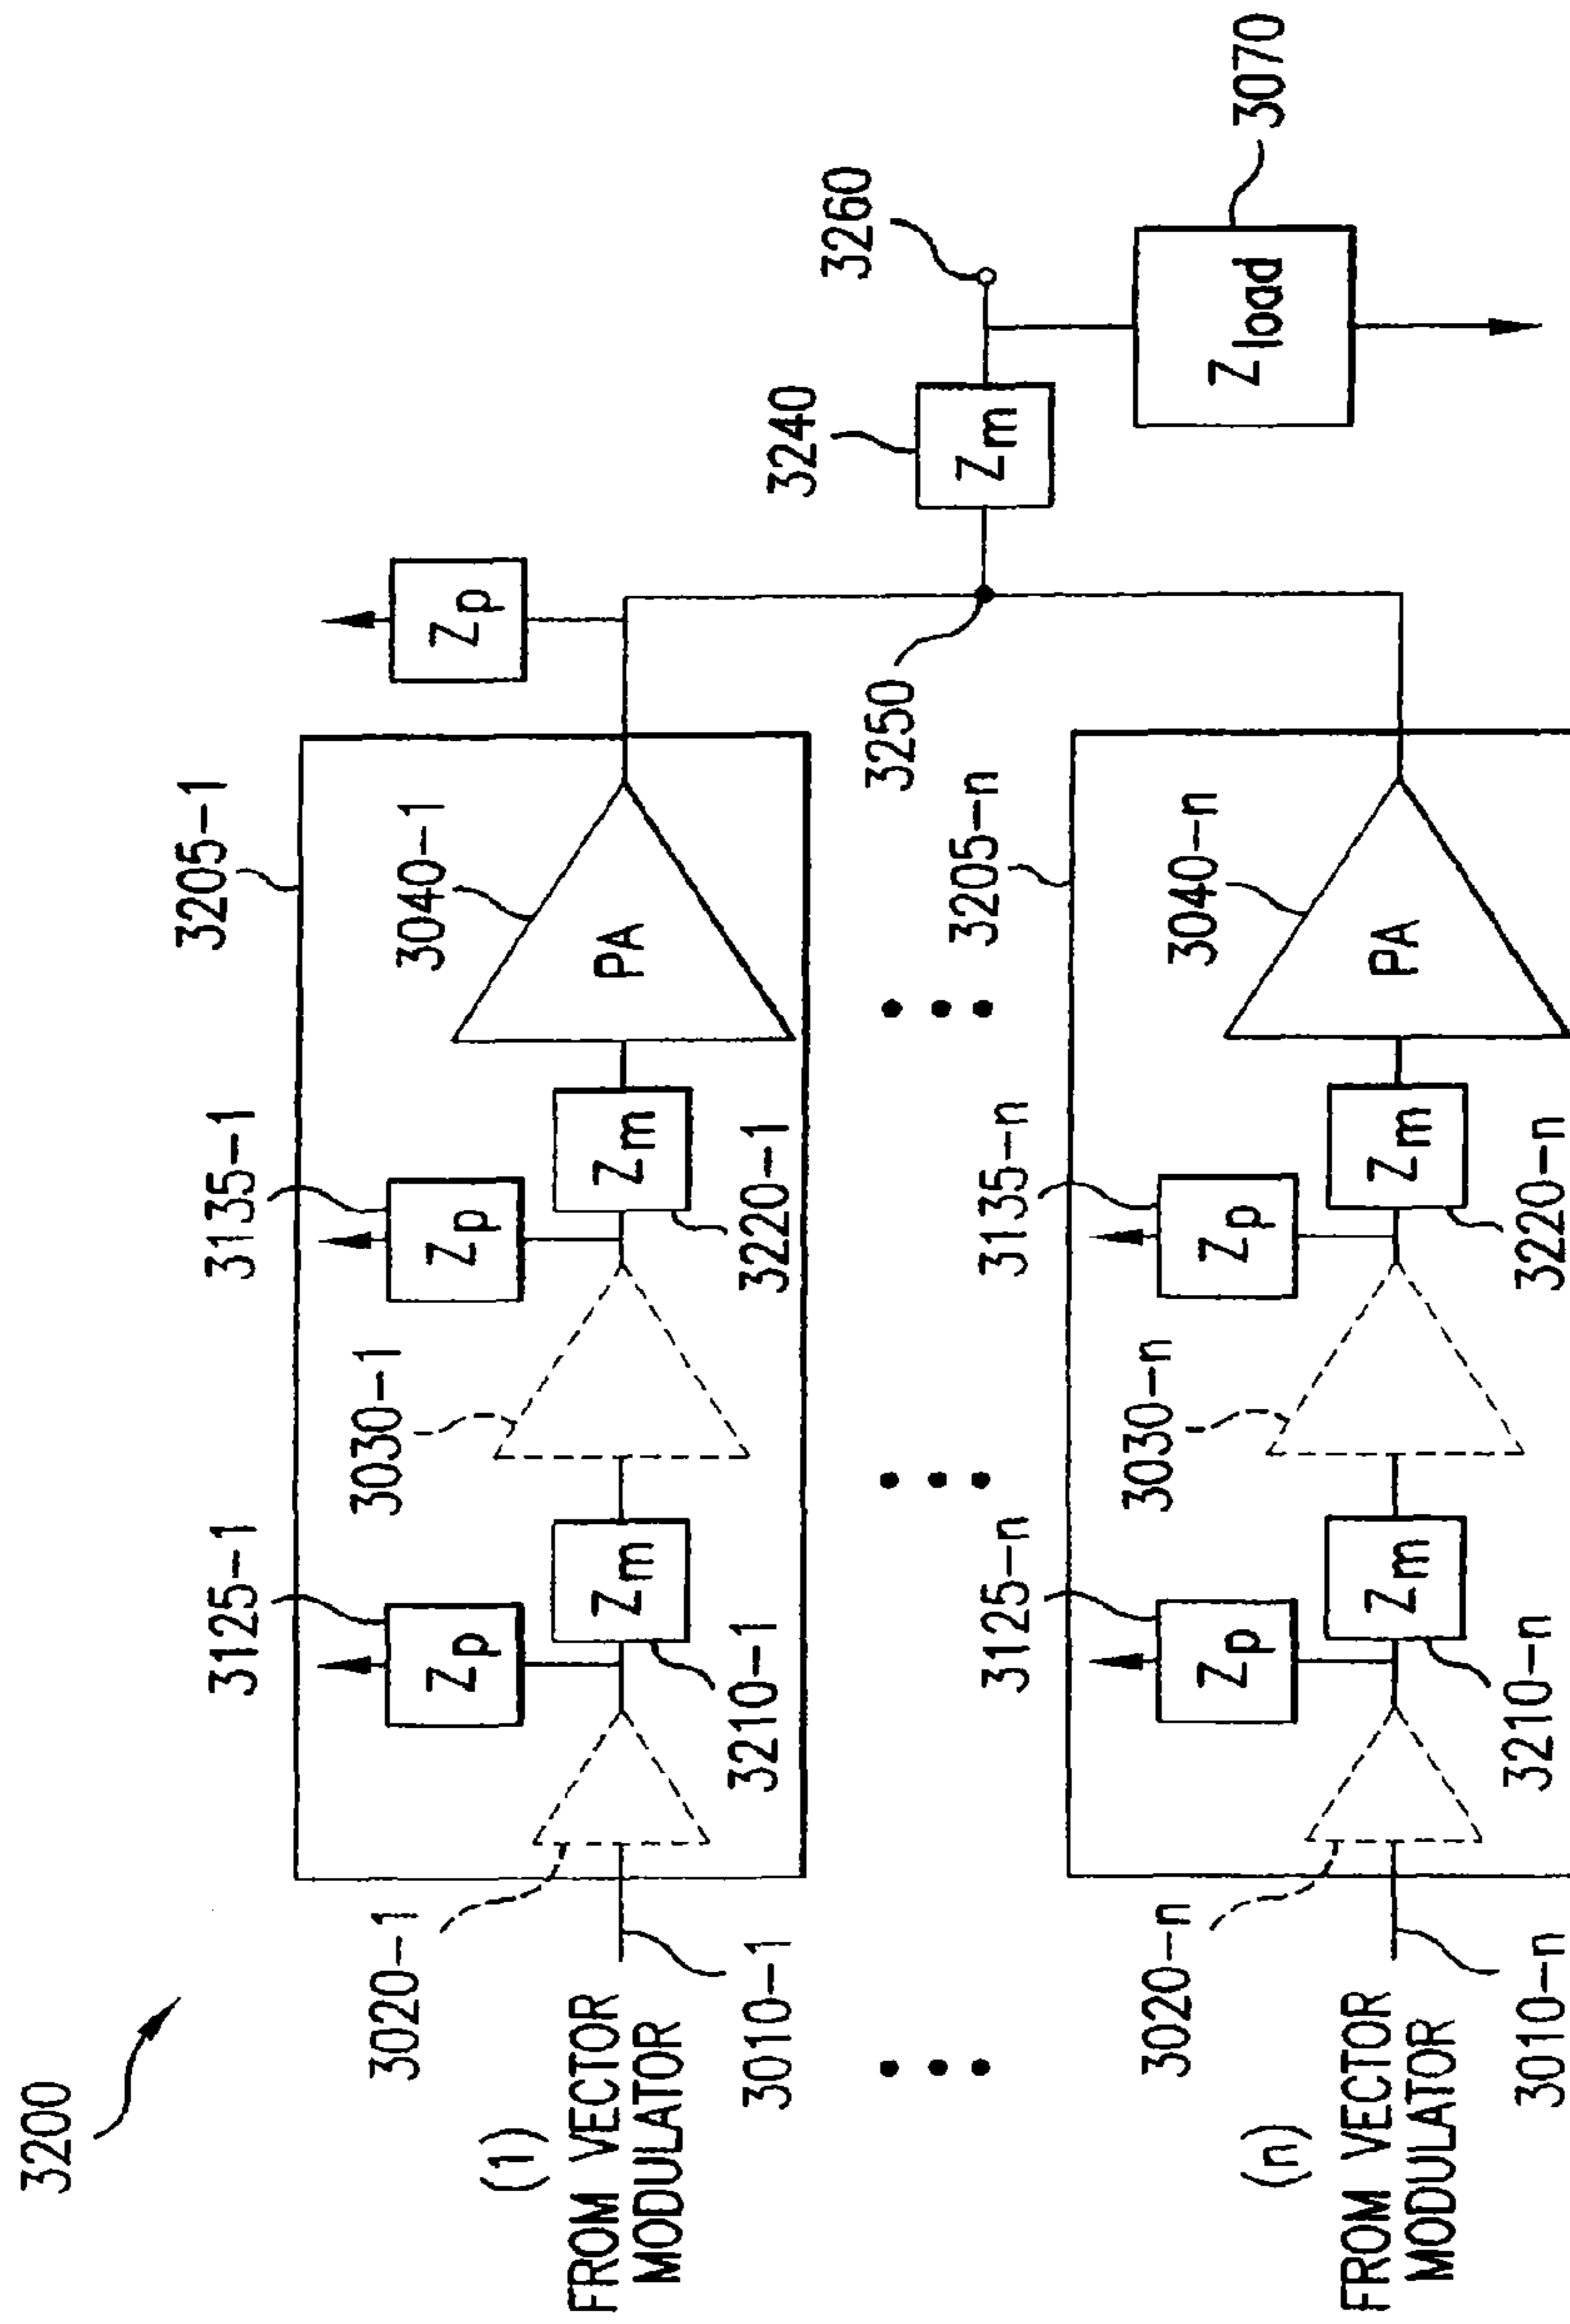 3200
(1)
FROM VECTOR
MODULATOR
3010-1
3020-1
3125-1
Zp
Zm
3210-1
3030-1
3135-1
Zp
Zm
3220-1
3040-1
PA
3205-1
Zp
3250
3240
Zm
3260
Zload
3070
(n)
FROM VECTOR
MODULATOR
3010-n
3020-n
3125-n
Zp
Zm
3210-n
3030-n
3135-n
Zp
Zm
3220-n
3040-n
PA
3205-n